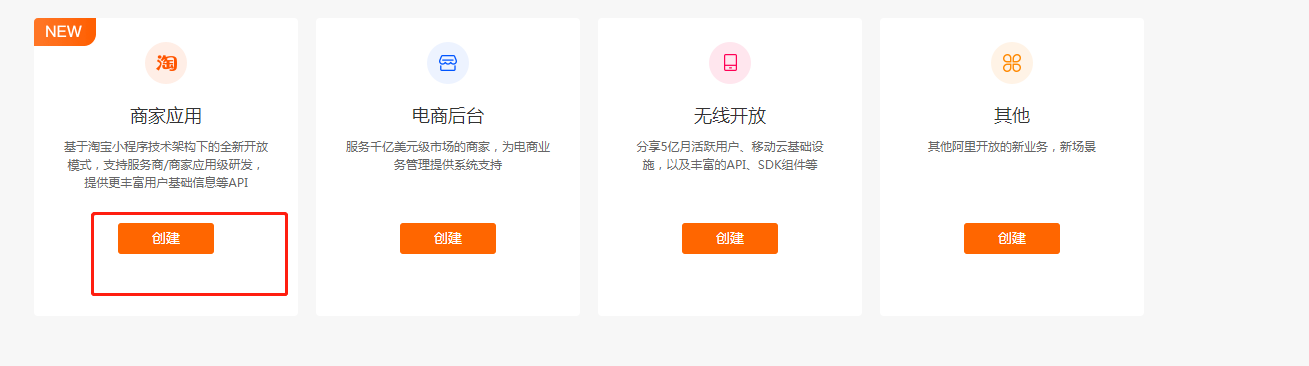 NEW
淘
商家应用
基于淘宝小程序技术架构下的全新开放
模式，支持服务商/商家应用级研发，
提供更丰富用户基础信息等API
创建
电商后台
服务千亿美元级市场的商家，为电商业
务管理提供系统支持
创建
无线开放
分享5亿月活跃用户、移动云基础设
施，以及丰富的API、SDK组件等
创建
其他
其他阿里开放的新业务，新场景
创建